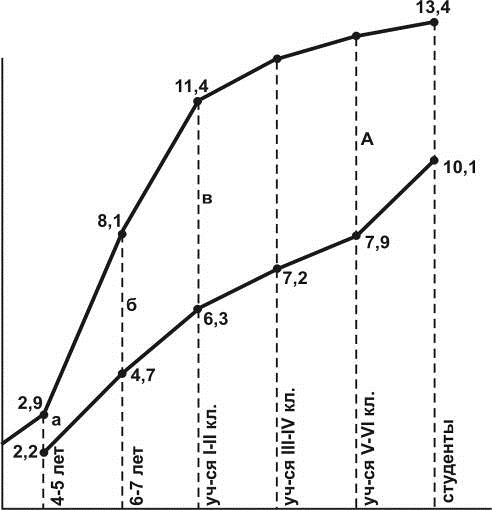 13,4
11,4
А
10,1
в
8,1
7,9
7,2
б
6,3
4,7
2,9
а
2,2
4-5 лет
6-7 лет
уч-ся I-II кл.
уч-ся III-IV кл.
уч-ся V-VI кл.
студенты